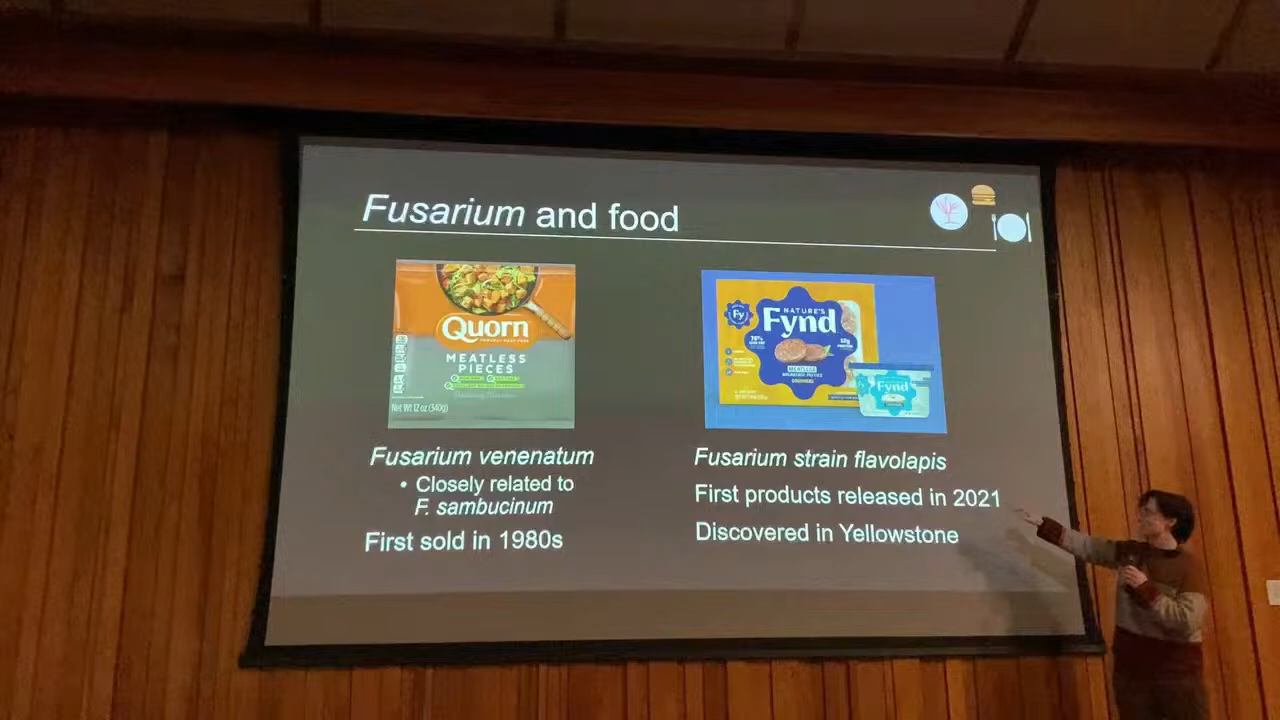 Fusarium and food
Quorn
MEATLESS
PIECES
Net Wt 12 oz (340g)
Fusarium venenatum
• Closely related to
F. sambucinum
First sold in 1980s
Fy
NATURE'S
Fynd
MEATLESS
Fynd
Fusarium strain flavolapis
First products released in 2021
Discovered in Yellowstone